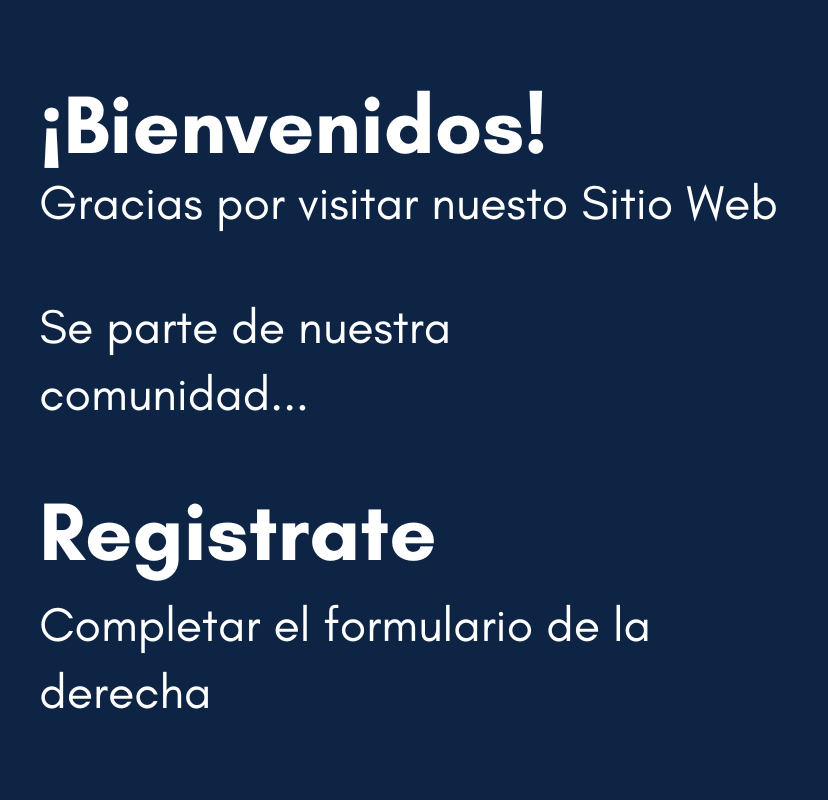 ¡Bienvenidos!
Gracias por visitar nuesto Sitio Web
Se parte de nuestra
comunidad...
Registrate
Completar el formulario de la
derecha